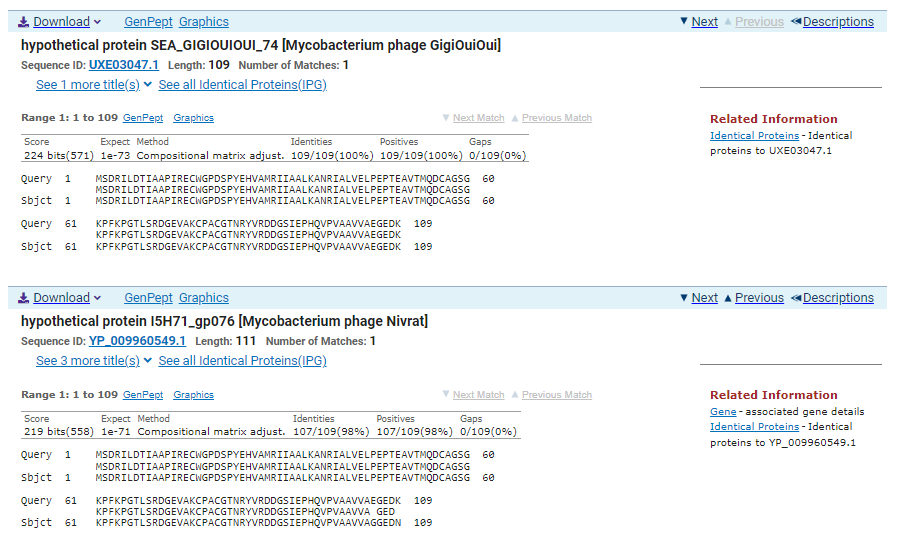 Download GenPept Graphics Next Previous Descriptions
hypothetical protein SEA_GIGIOUIOUI_74 [Mycobacterium phage GigiOuiOui]
Sequence ID: UXE03047.1 Length: 109 Number of Matches: 1
See 1 more title(s) See all Identical Proteins(IPG)
Range 1: 1 to 109 GenPept Graphics Next Match Previous Match
Related Information
Identical Proteins - Identical
proteins to UXE03047.1
Score Expect Method Identities Positives Gaps
224 bits(571) 1e-73 Compositional matrix adjust. 109/109(100%) 109/109(100%) 0/109(0%)
Query 1 MSDRILDTIAAPIRECWGPDSPYEHVAMRIIAALKANRIALVELPEPTEAVTMQDCAGSG 60
MSDRILDTIAAPIRECWGPDSPYEHVAMRIIAALKANRIALVELPEPTEAVTMQDCAGSG
Sbjct 1 MSDRILDTIAAPIRECWGPDSPYEHVAMRIIAALKANRIALVELPEPTEAVTMQDCAGSG 60
Query 61 KPFKPGTLSRDGEVAKCPACGTNRYVRDDGSIEPHQVPVAAVVAEGEDK 109
KPFKPGTLSRDGEVAKCPACGTNRYVRDDGSIEPHQVPVAAVVAEGEDK
Sbjct 61 KPFKPGTLSRDGEVAKCPACGTNRYVRDDGSIEPHQVPVAAVVAEGEDK 109
Download GenPept Graphics Next Previous Descriptions
hypothetical protein I5H71_gp076 [Mycobacterium phage Nivrat]
Sequence ID: YP_009960549.1 Length: 111 Number of Matches: 1
See 3 more title(s) See all Identical Proteins(IPG)
Range 1: 1 to 109 GenPept Graphics Next Match Previous Match
Related Information
Gene - associated gene details
Identical Proteins - Identical
proteins to YP_009960549.1
Score Expect Method Identities Positives Gaps
219 bits(558) 1e-71 Compositional matrix adjust. 107/109(98%) 107/109(98%) 0/109(0%)
Query 1 MSDRILDTIAAPIRECWGPDSPYEHVAMRIIAALKANRIALVELPEPTEAVTMQDCAGSG 60
MSDRILDTIAAPIRECWGPDSPYEHVAMRIIAALKANRIALVELPEPTEAVTMQDCAGSG
Sbjct 1 MSDRILDTIAAPIRECWGPDSPYEHVAMRIIAALKANRIALVELPEPTEAVTMQDCAGSG 60
Query 61 KPFKPGTLSRDGEVAKCPACGTNRYVRDDGSIEPHQVPVAAVVAEGEDK 109
KPFKPGTLSRDGEVAKCPACGTNRYVRDDGSIEPHQVPVAAVVA GED
Sbjct 61 KPFKPGTLSRDGEVAKCPACGTNRYVRDDGSIEPHQVPVAAVVAGGEDN 109